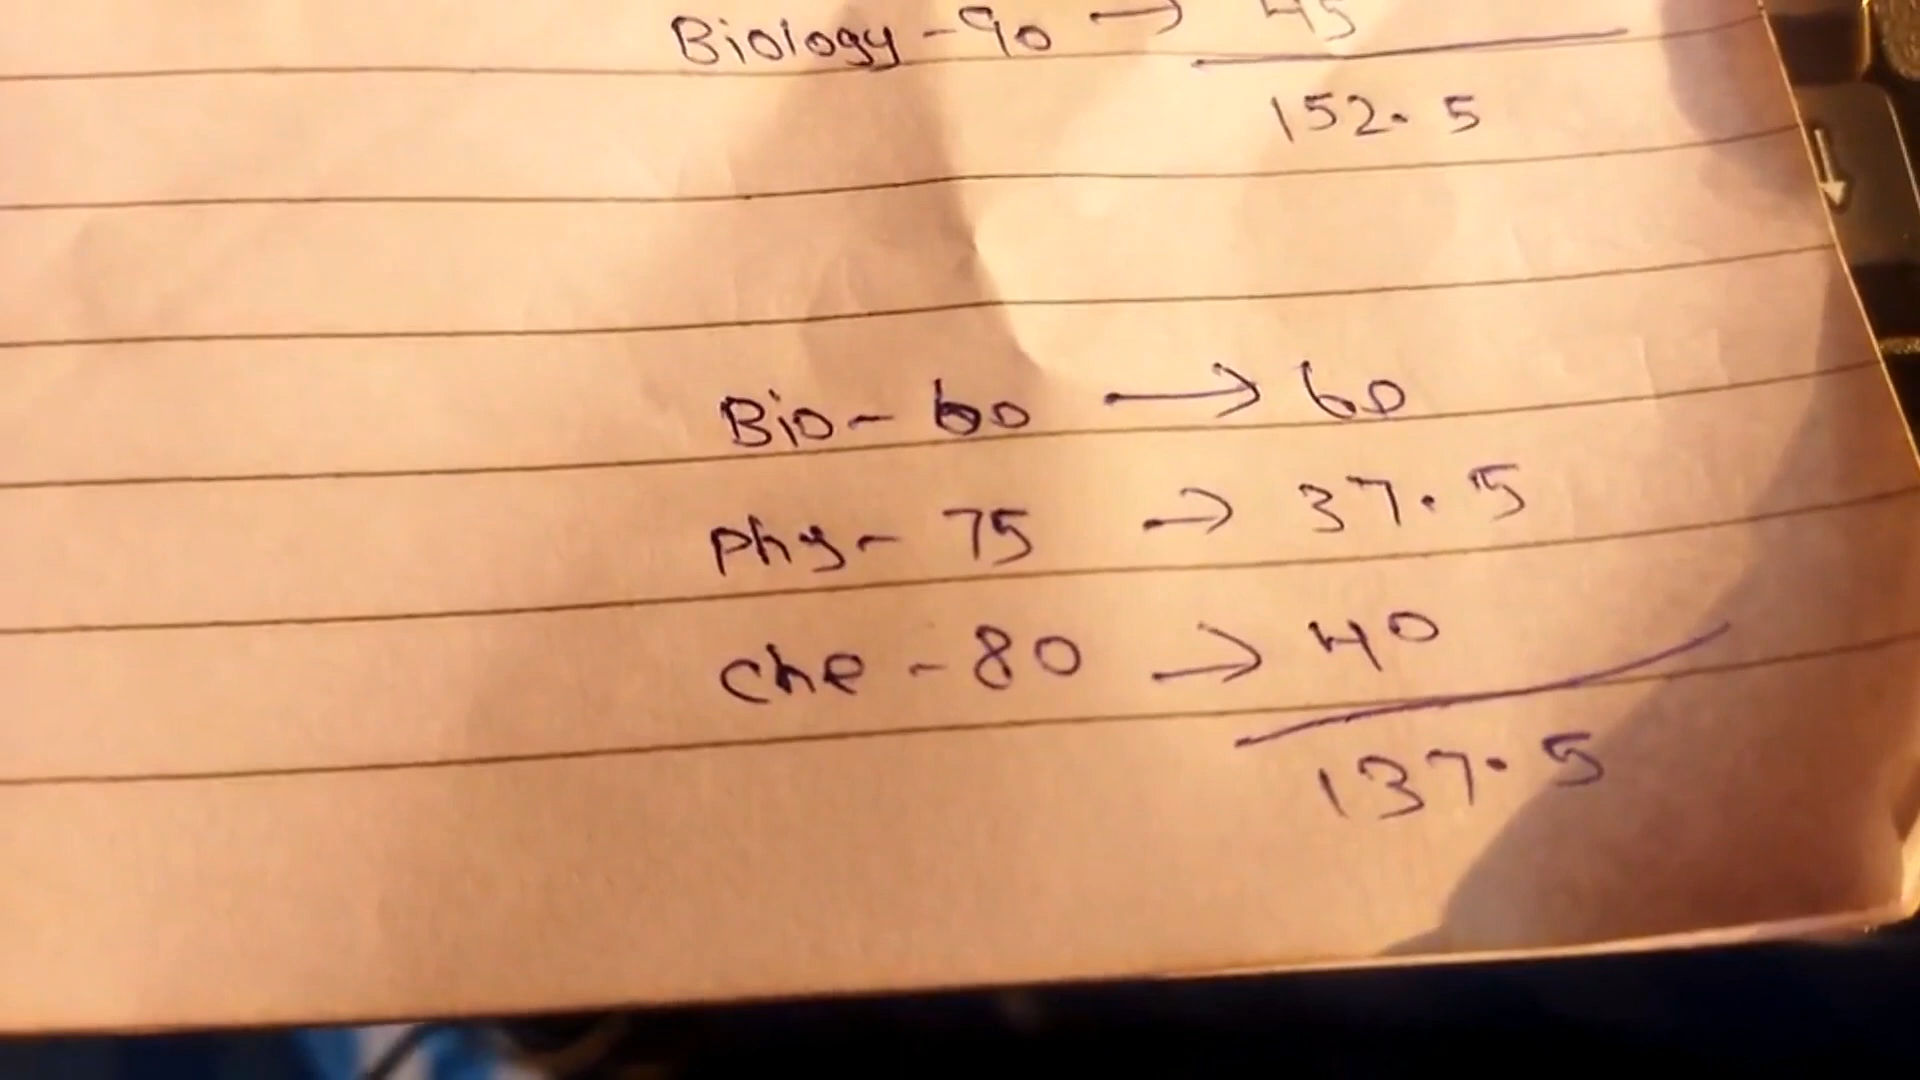 Biology - 90 → 45
152.5
Bio - 60 → 60
Phy - 75 → 37.5
Che - 80 → 40
137.5